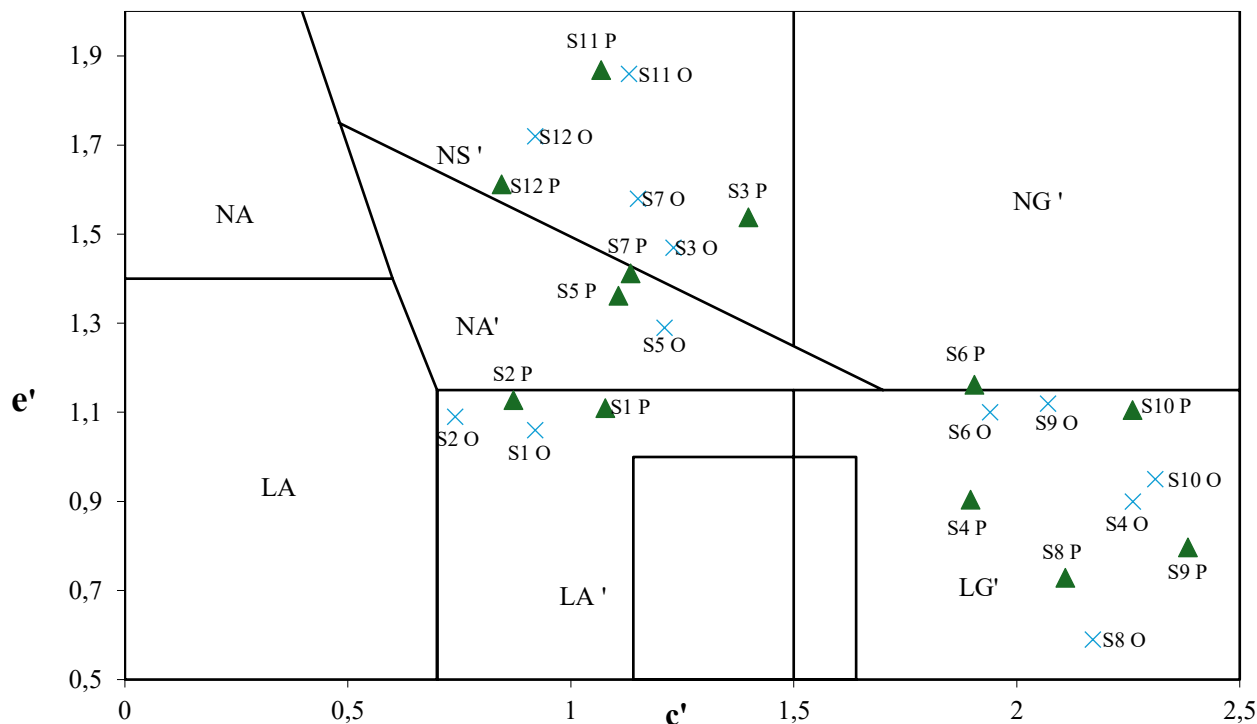 1,9
1,7
1,5
1,3
1,1
0,9
0,7
0,5
e'
0
0,5
1
1,5
2
2,5
c'
S11 P
S11 O
S12 O
NS '
S12 P
S7 O
S3 P
NG '
NA
S7 P
S3 O
S5 P
NA'
S5 O
S2 P
S6 P
S1 P
S10 P
S2 O
S1 O
S6 O
S9 O
LA
S10 O
S4 P
S4 O
S8 P
S9 P
LA '
LG'
S8 O